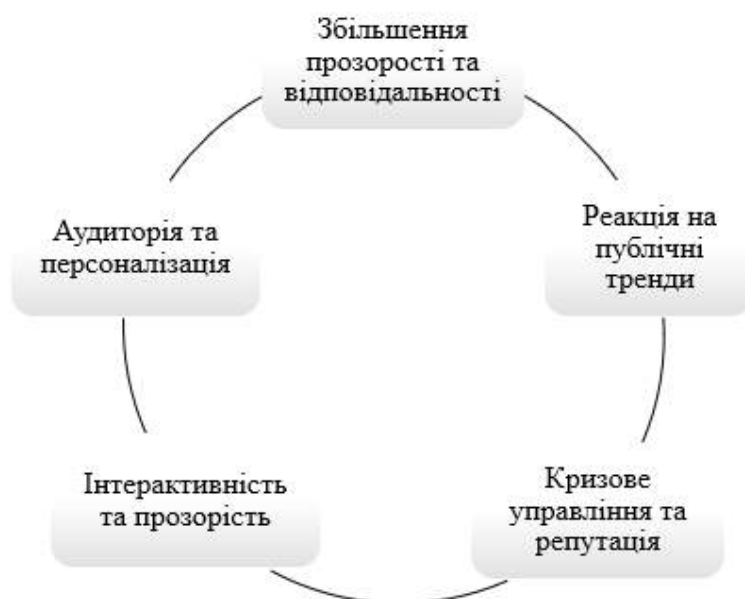 Збільшення
прозорості та
відповідальності
Реакція на
публічні
тренди
Кризове
управління та
репутація
Інтерактивність
та прозорість
Аудиторія та
персоналізація